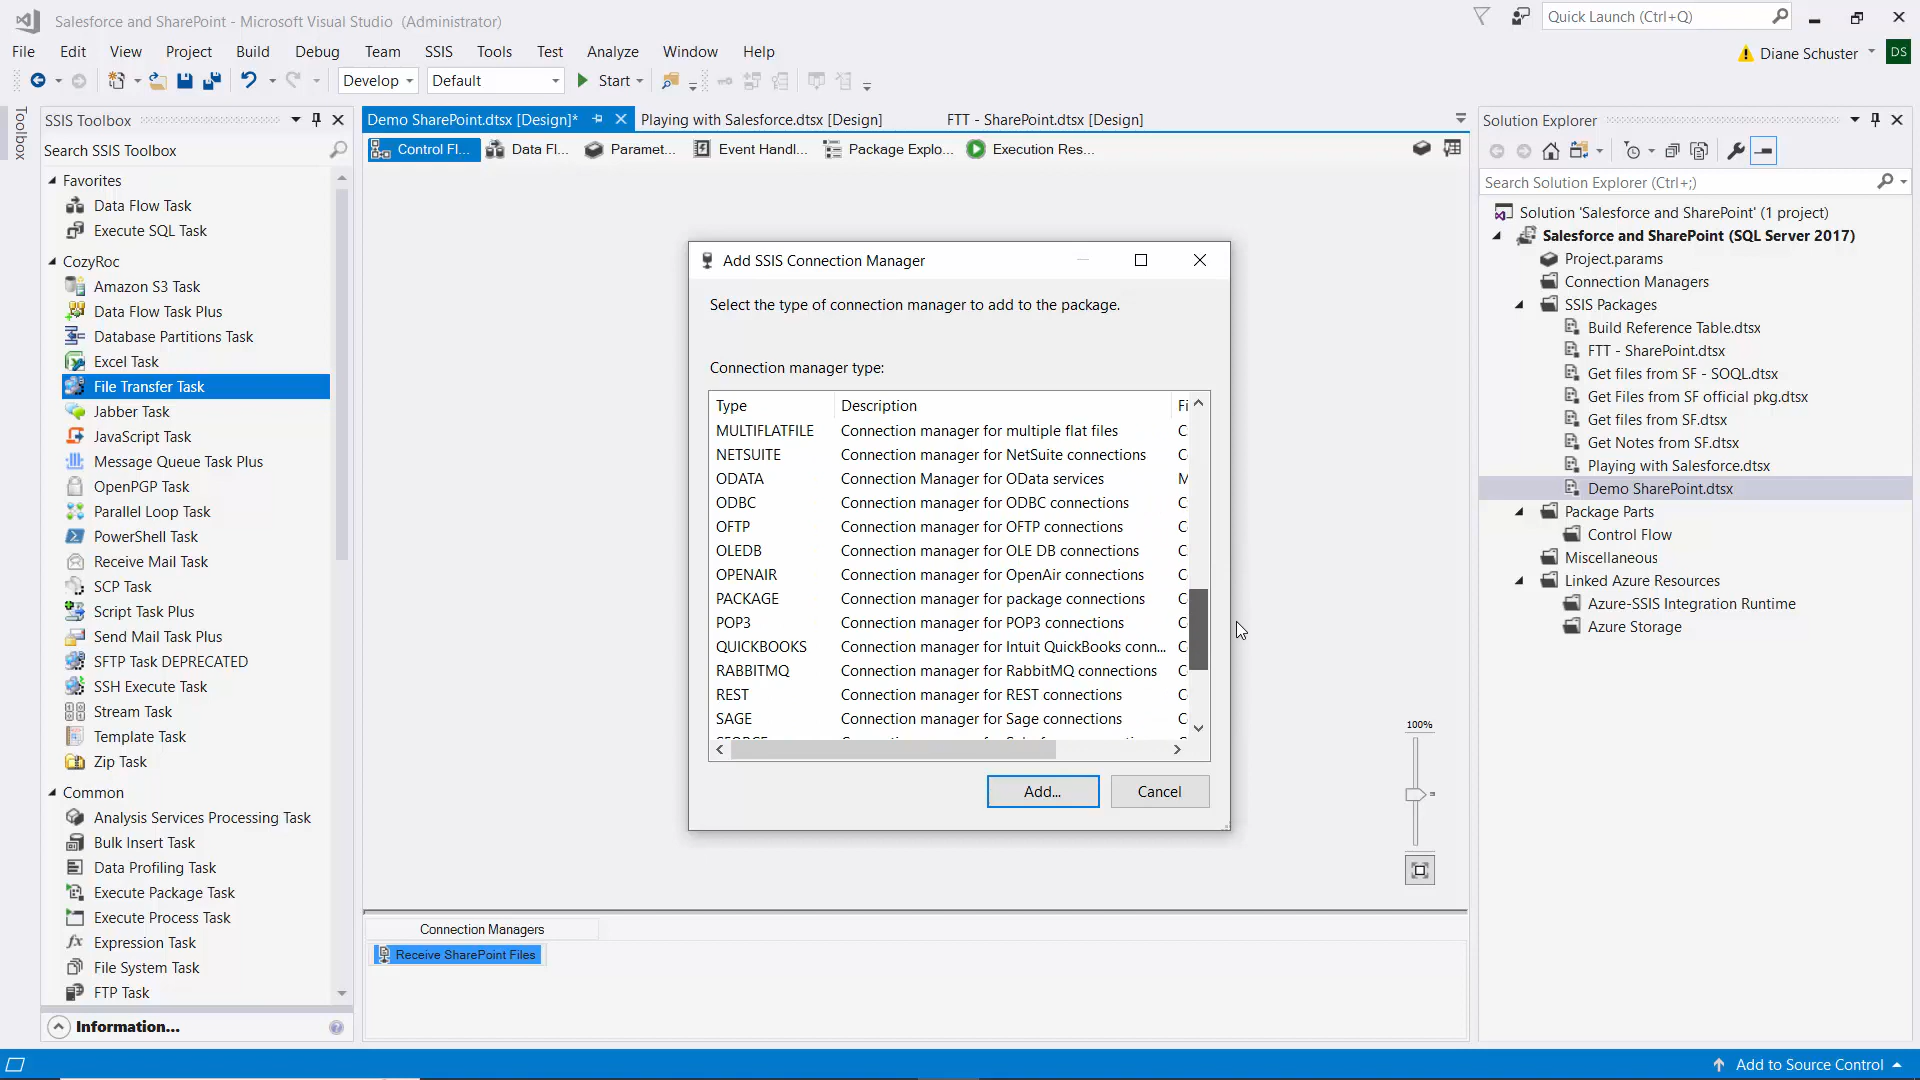 Salesforce and SharePoint - Microsoft Visual Studio (Administrator)
Quick Launch (Ctrl+Q)
File Edit View Project Build Debug Team SSIS Tools Test Analyze Window Help
Diane Schuster DS
Develop Default Start
Toolbox
SSIS Toolbox
Search SSIS Toolbox
Favorites
Data Flow Task
Execute SQL Task
CozyRoc
Amazon S3 Task
Data Flow Task Plus
Database Partitions Task
Excel Task
File Transfer Task
Jabber Task
JavaScript Task
Message Queue Task Plus
OpenPGP Task
Parallel Loop Task
PowerShell Task
Receive Mail Task
SCP Task
Script Task Plus
Send Mail Task Plus
SFTP Task DEPRECATED
SSH Execute Task
Stream Task
Template Task
Zip Task
Common
Analysis Services Processing Task
Bulk Insert Task
Data Profiling Task
Execute Package Task
Execute Process Task
Expression Task
File System Task
FTP Task
Information...
Demo SharePoint.dtsx [Design]* Playing with Salesforce.dtsx [Design] FTT - SharePoint.dtsx [Design]
Control Fl... Data Fl... Paramet... Event Handl... Package Explo... Execution Res...
Add SSIS Connection Manager
Select the type of connection manager to add to the package.
Connection manager type:
Type Description Fi
MULTIFLATFILE Connection manager for multiple flat files C
NETSUITE Connection manager for NetSuite connections C
ODATA Connection Manager for OData services M
ODBC Connection manager for ODBC connections C
OFTP Connection manager for OFTP connections C
OLEDB Connection manager for OLE DB connections C
OPENAIR Connection manager for OpenAir connections C
PACKAGE Connection manager for package connections C
POP3 Connection manager for POP3 connections C
QUICKBOOKS Connection manager for Intuit QuickBooks conn... C
RABBITMQ Connection manager for RabbitMQ connections C
REST Connection manager for REST connections C
SAGE Connection manager for Sage connections C
Add... Cancel
100%
Connection Managers
Receive SharePoint Files
Solution Explorer
Search Solution Explorer (Ctrl+;)
Solution 'Salesforce and SharePoint' (1 project)
Salesforce and SharePoint (SQL Server 2017)
Project.params
Connection Managers
SSIS Packages
Build Reference Table.dtsx
FTT - SharePoint.dtsx
Get files from SF - SOQL.dtsx
Get Files from SF official pkg.dtsx
Get files from SF.dtsx
Get Notes from SF.dtsx
Playing with Salesforce.dtsx
Demo SharePoint.dtsx
Package Parts
Control Flow
Miscellaneous
Linked Azure Resources
Azure-SSIS Integration Runtime
Azure Storage
Add to Source Control